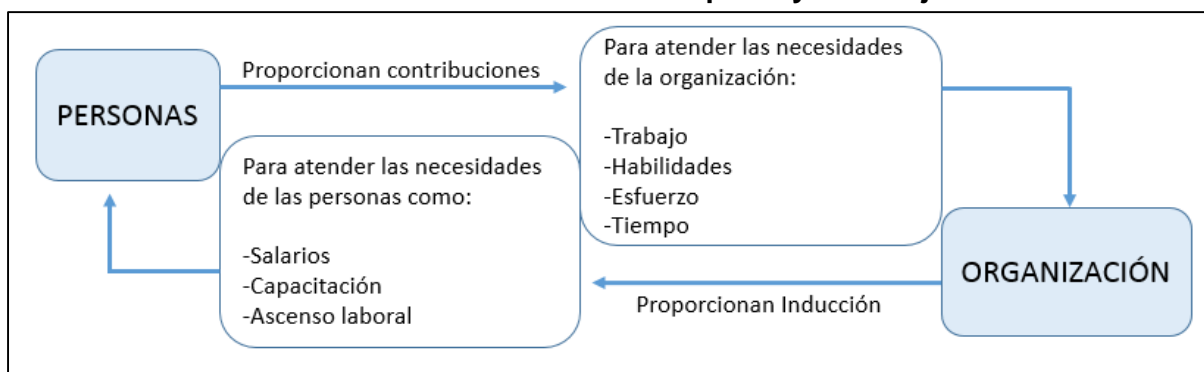 PERSONAS
Proporcionan contribuciones
Para atender las necesidades
de la organización:
-Trabajo
-Habilidades
-Esfuerzo
-Tiempo
Para atender las necesidades
de las personas como:
-Salarios
-Capacitación
-Ascenso laboral
ORGANIZACIÓN
Proporcionan Inducción